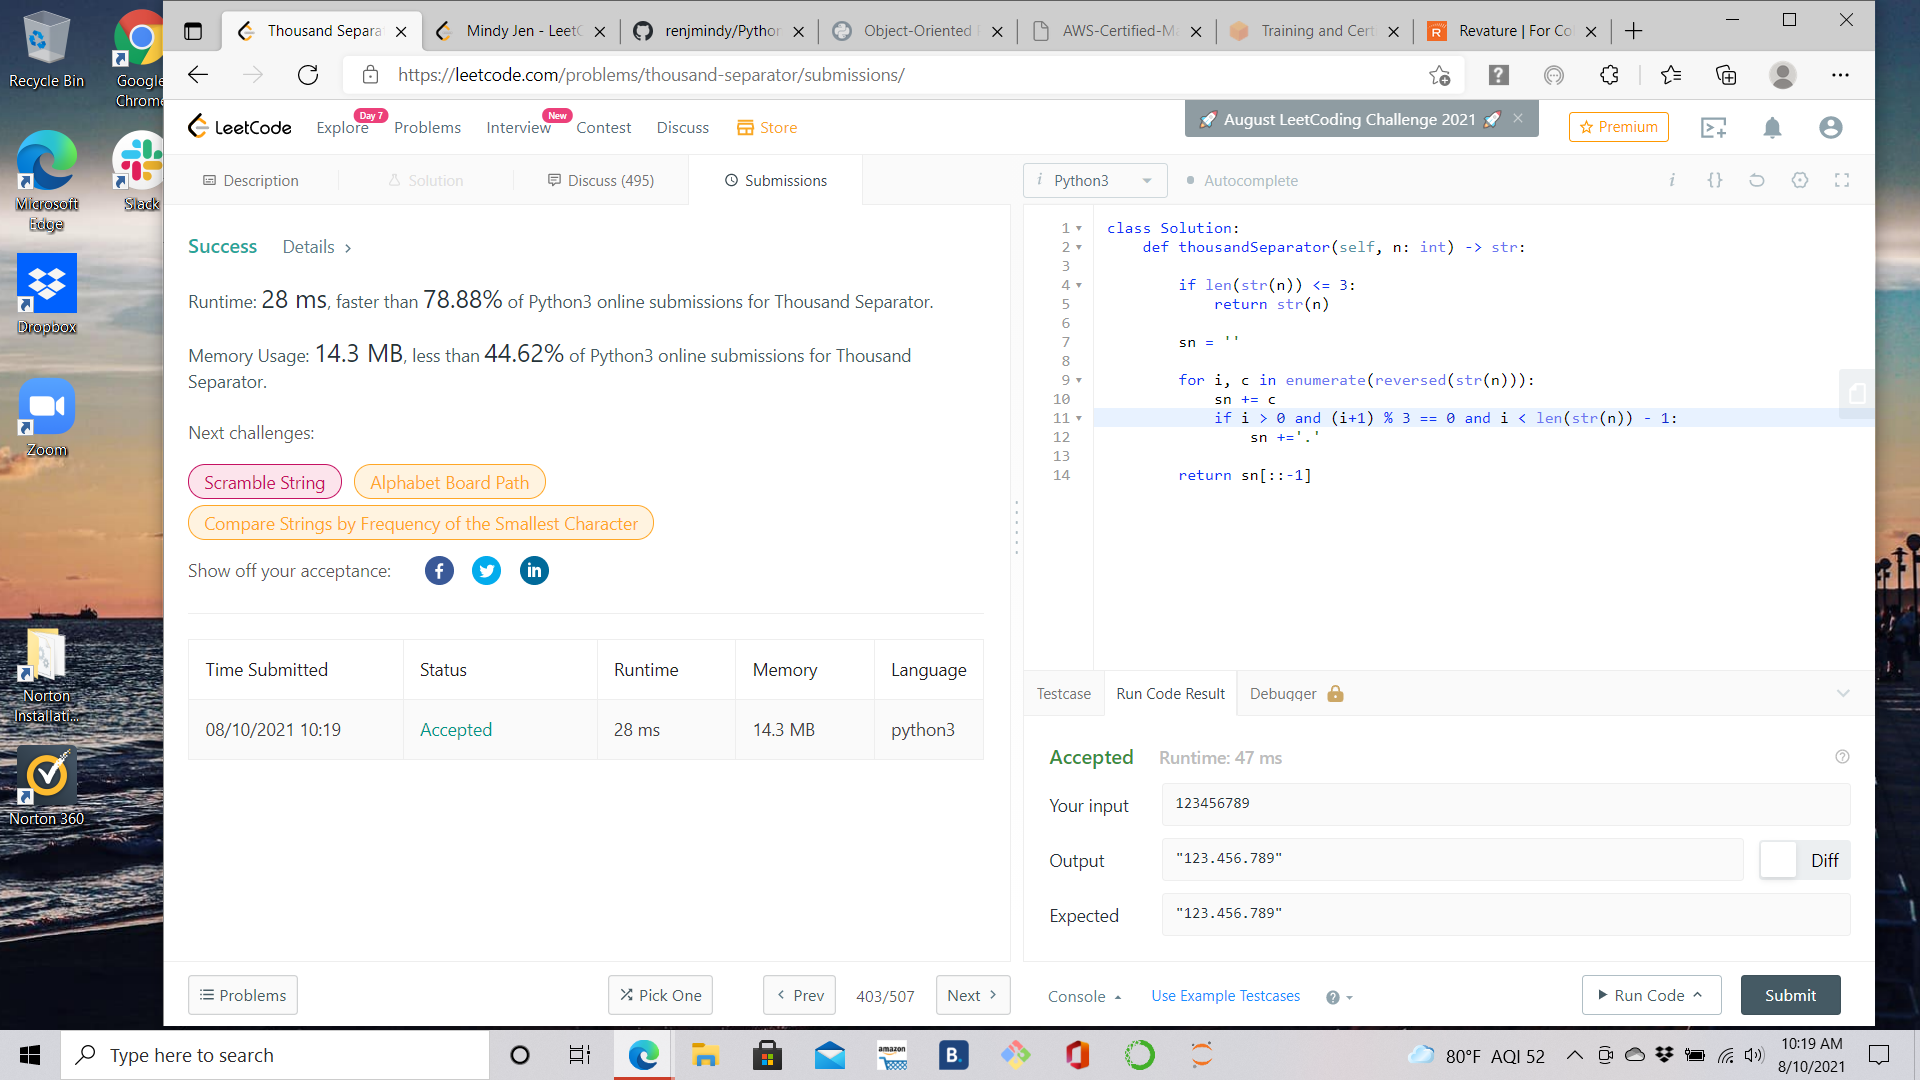 Recycle Bin
Google Chrome
Microsoft Edge
Slack
Dropbox
Zoom
Norton Installati...
Norton 360
Thousand Separa
Mindy Jen - Leet
renjmindy/Python
Object-Oriented
AWS-Certified-M
Training and Cert
Revature | For Co
https://leetcode.com/problems/thousand-separator/submissions/
LeetCode
Explore
Day 7
Problems
Interview
New
Contest
Discuss
Store
August LeetCoding Challenge 2021
Premium
Description
Solution
Discuss (495)
Submissions
Success
Details
Runtime: 28 ms, faster than 78.88% of Python3 online submissions for Thousand Separator.
Memory Usage: 14.3 MB, less than 44.62% of Python3 online submissions for Thousand
Separator.
Next challenges:
Scramble String
Alphabet Board Path
Compare Strings by Frequency of the Smallest Character
Show off your acceptance:
Time Submitted Status Runtime Memory Language
08/10/2021 10:19 Accepted 28 ms 14.3 MB python3
Problems
Pick One
Prev
403/507
Next
Python3
Autocomplete
1 class Solution:
2 def thousandSeparator(self, n: int) -> str:
3
4 if len(str(n)) <= 3:
5 return str(n)
6
7 sn = ''
8
9 for i, c in enumerate(reversed(str(n))):
10 sn += c
11 if i > 0 and (i+1) % 3 == 0 and i < len(str(n)) - 1:
12 sn +='.'
13
14 return sn[::-1]
Testcase
Run Code Result
Debugger
Accepted
Runtime: 47 ms
Your input
123456789
Output
"123.456.789"
Diff
Expected
"123.456.789"
Console
Use Example Testcases
Run Code
Submit
Type here to search
amazon
B.
80°F AQI 52
10:19 AM
8/10/2021